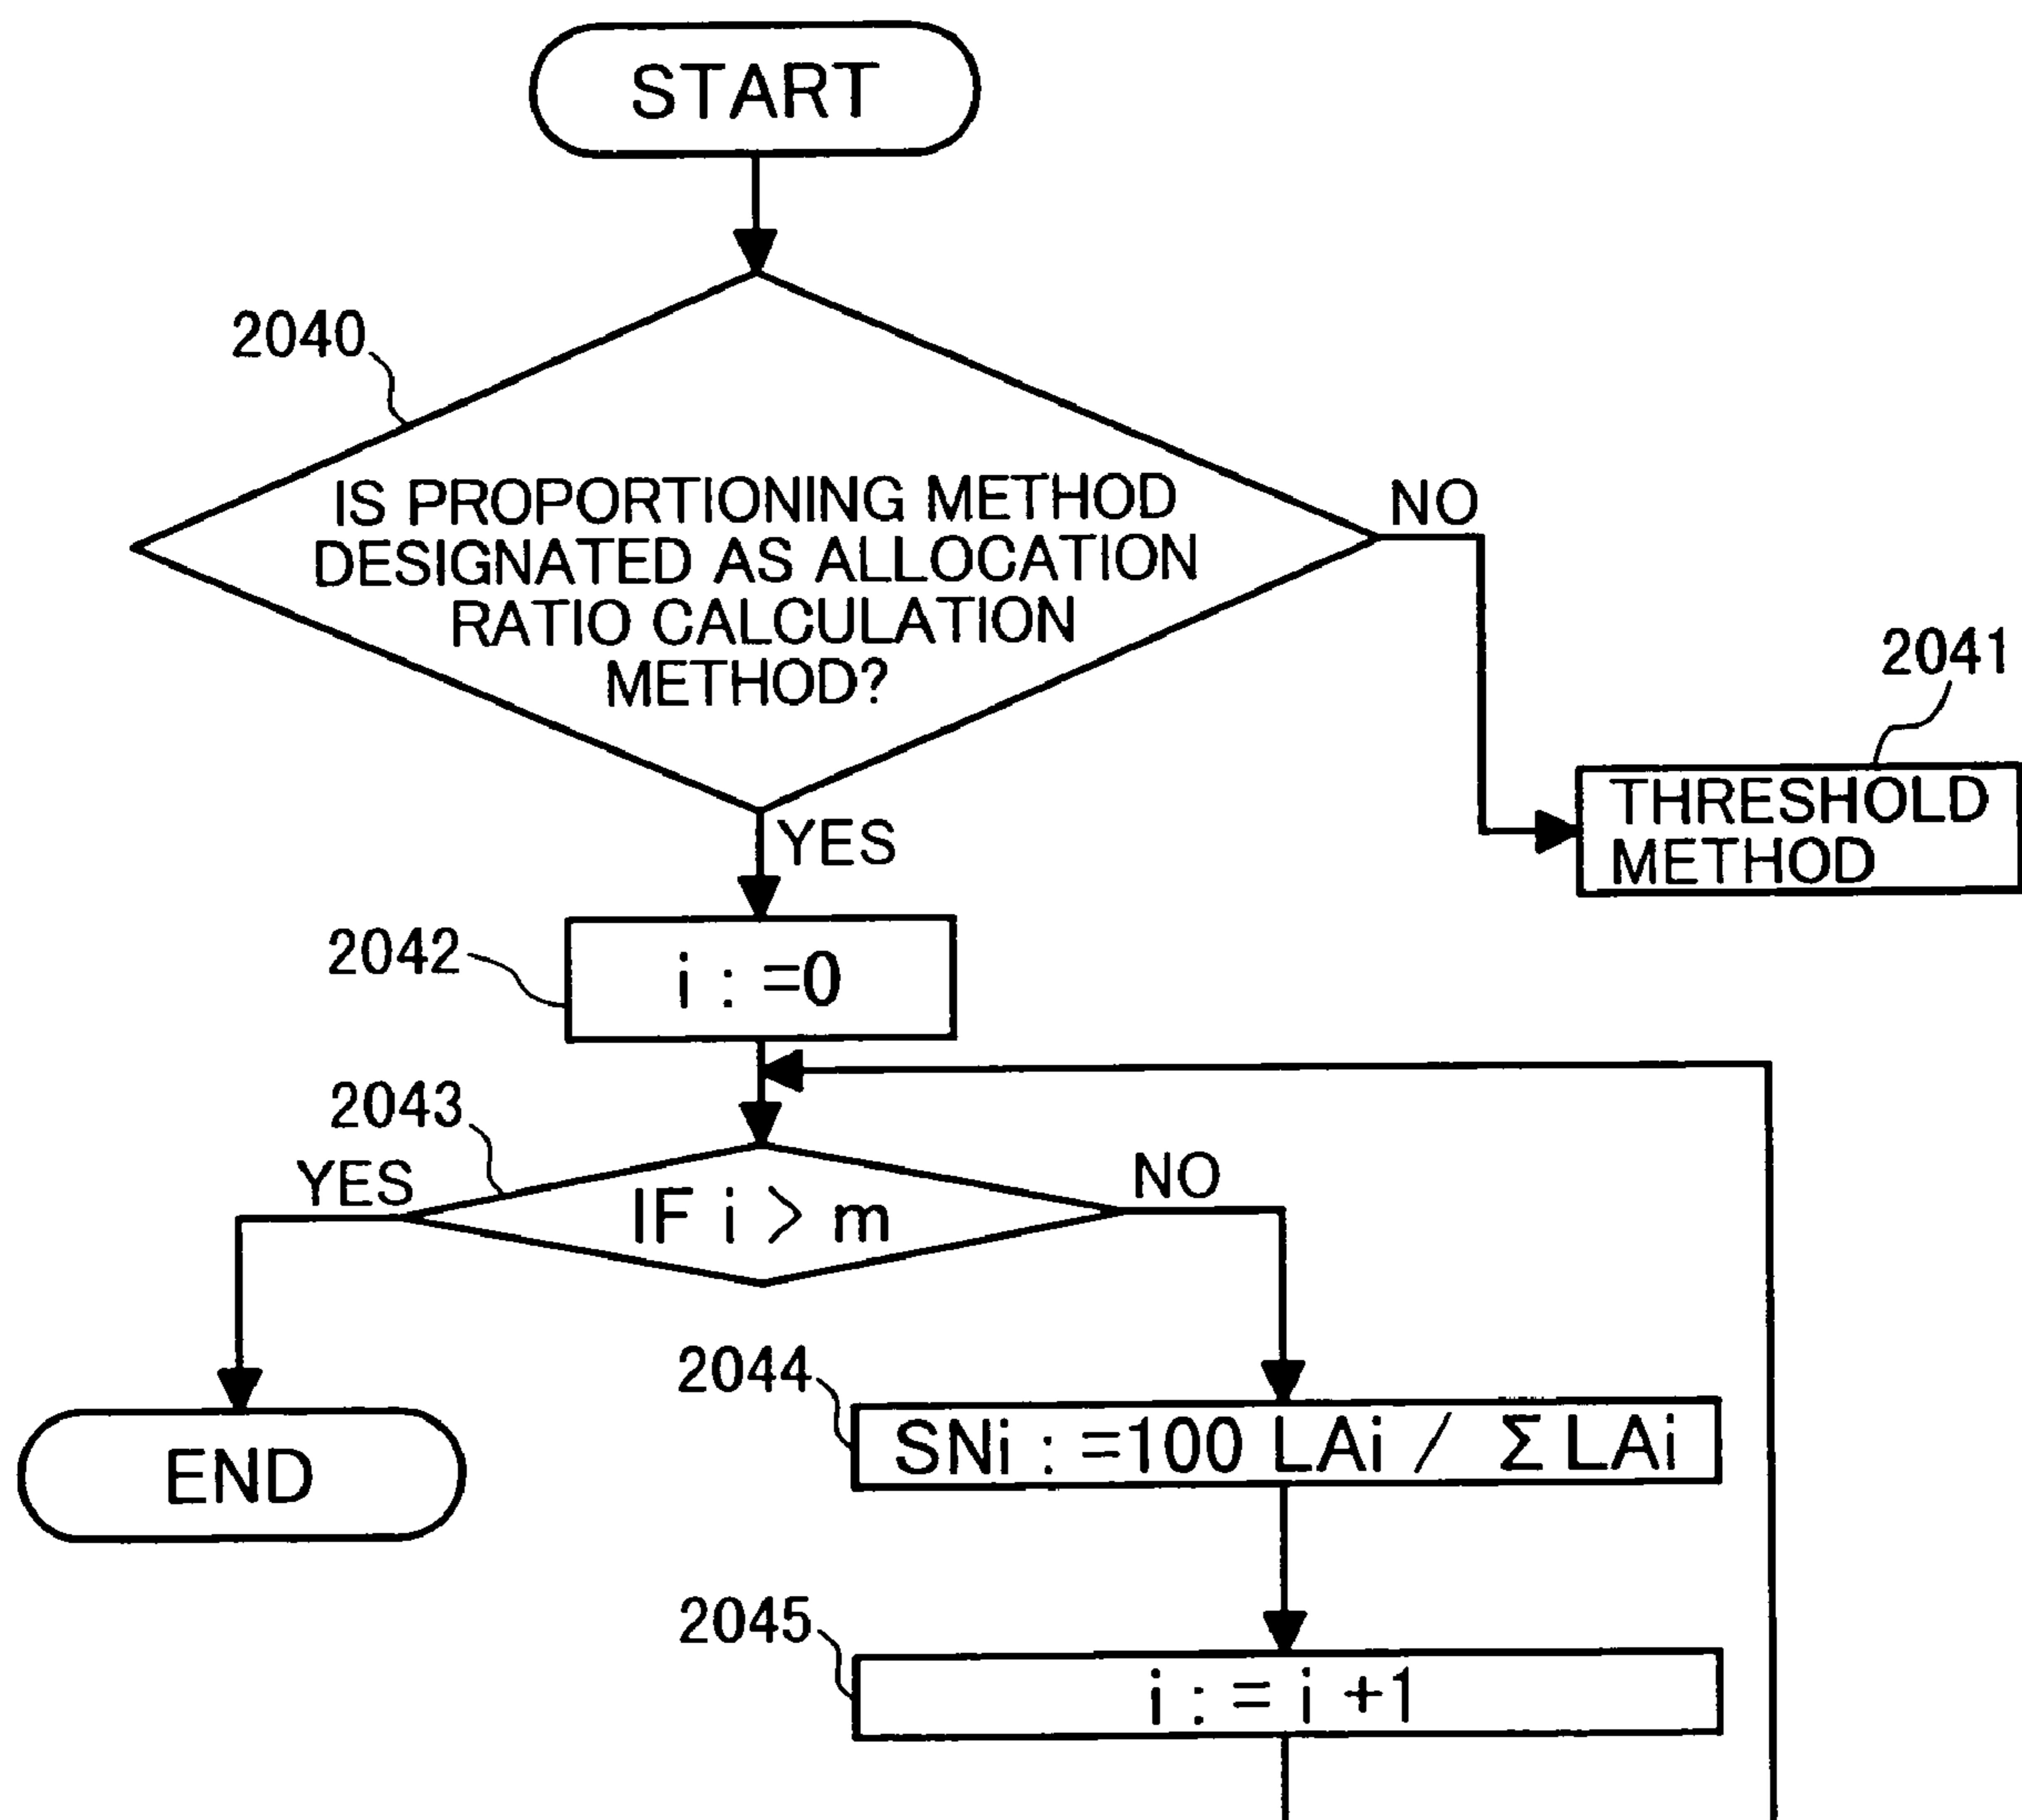 START
2040
IS PROPORTIONING METHOD
DESIGNATED AS ALLOCATION
RATIO CALCULATION
METHOD?
NO
2041
THRESHOLD
METHOD
YES
2042
i : =0
2043
YES
IF i > m
NO
2044
SNi : =100 LAi / Σ LAi
END
2045
i : = i +1